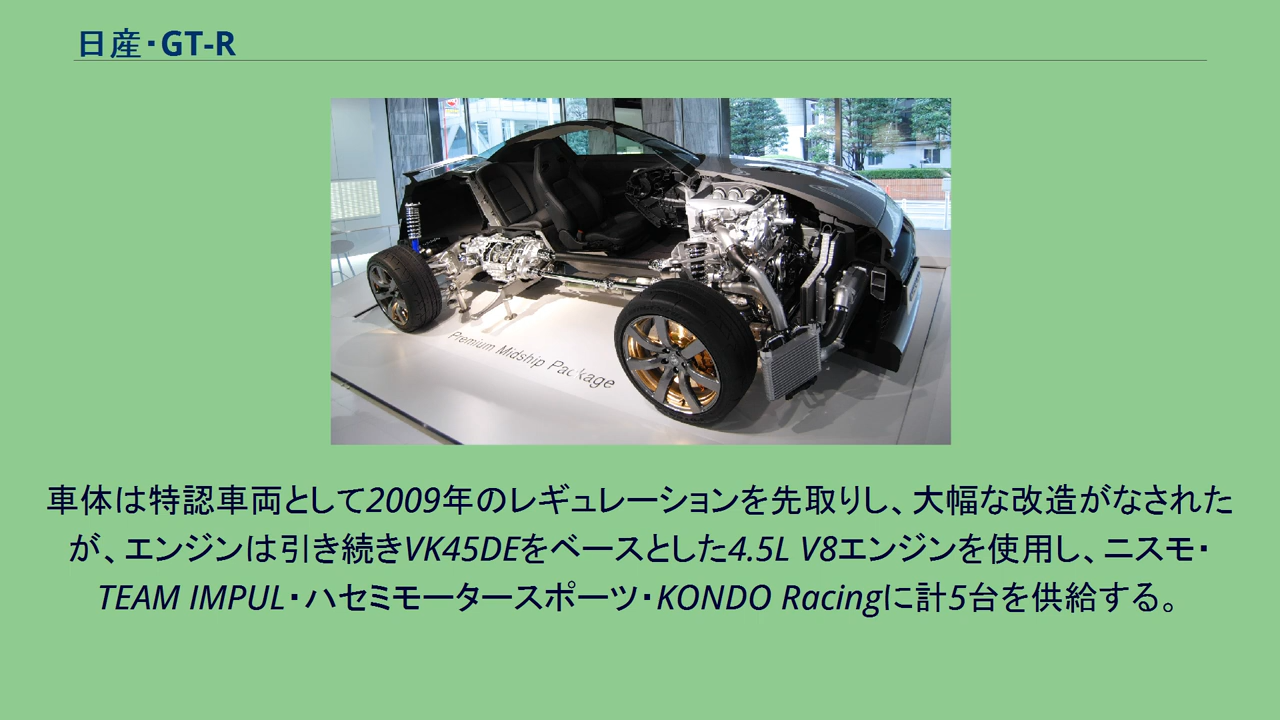 日産・GT-R
Premium Midship Package
車体は特認車両として2009年のレギュレーションを先取りし、大幅な改造がなされた
が、エンジンは引き続きVK45DEをベースとした4.5L V8エンジンを使用し、ニスモ・
TEAM IMPUL・ハセミモータースポーツ・KONDO Racingに計5台を供給する。